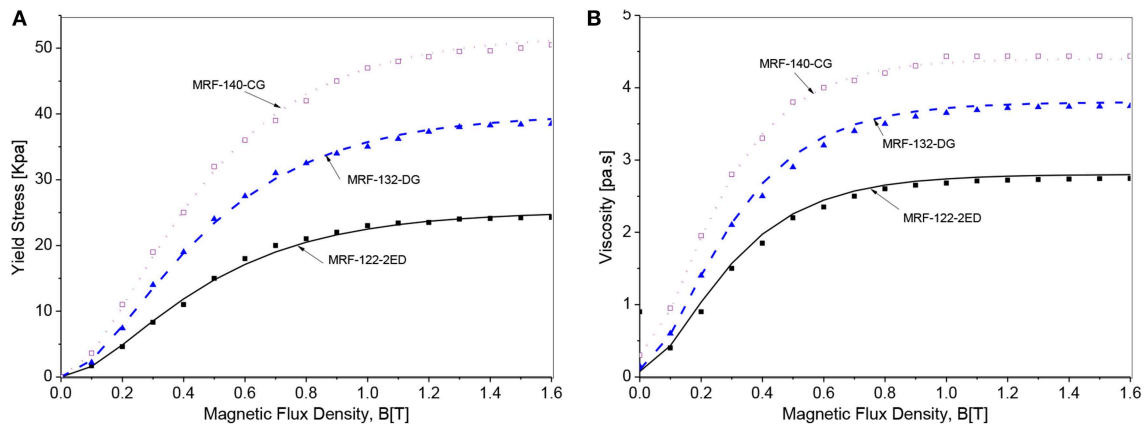 A
Yield Stress [Kpa]
50
40
30
20
10
0
0.0 0.2 0.4 0.6 0.8 1.0 1.2 1.4 1.6
Magnetic Flux Density, B[T]
MRF-140-CG
MRF-132-DG
MRF-122-2ED
B
Viscosity [pa.s]
5
4
3
2
1
0
0.0 0.2 0.4 0.6 0.8 1.0 1.2 1.4 1.6
Magnetic Flux Density, B[T]
MRF-140-CG
MRF-132-DG
MRF-122-2ED